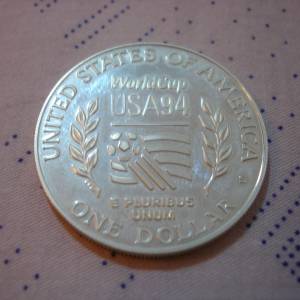 UNITED STATES OF AMERICA
WorldCup
USA94
E PLURIBUS
UNUM
ONE DOLLAR